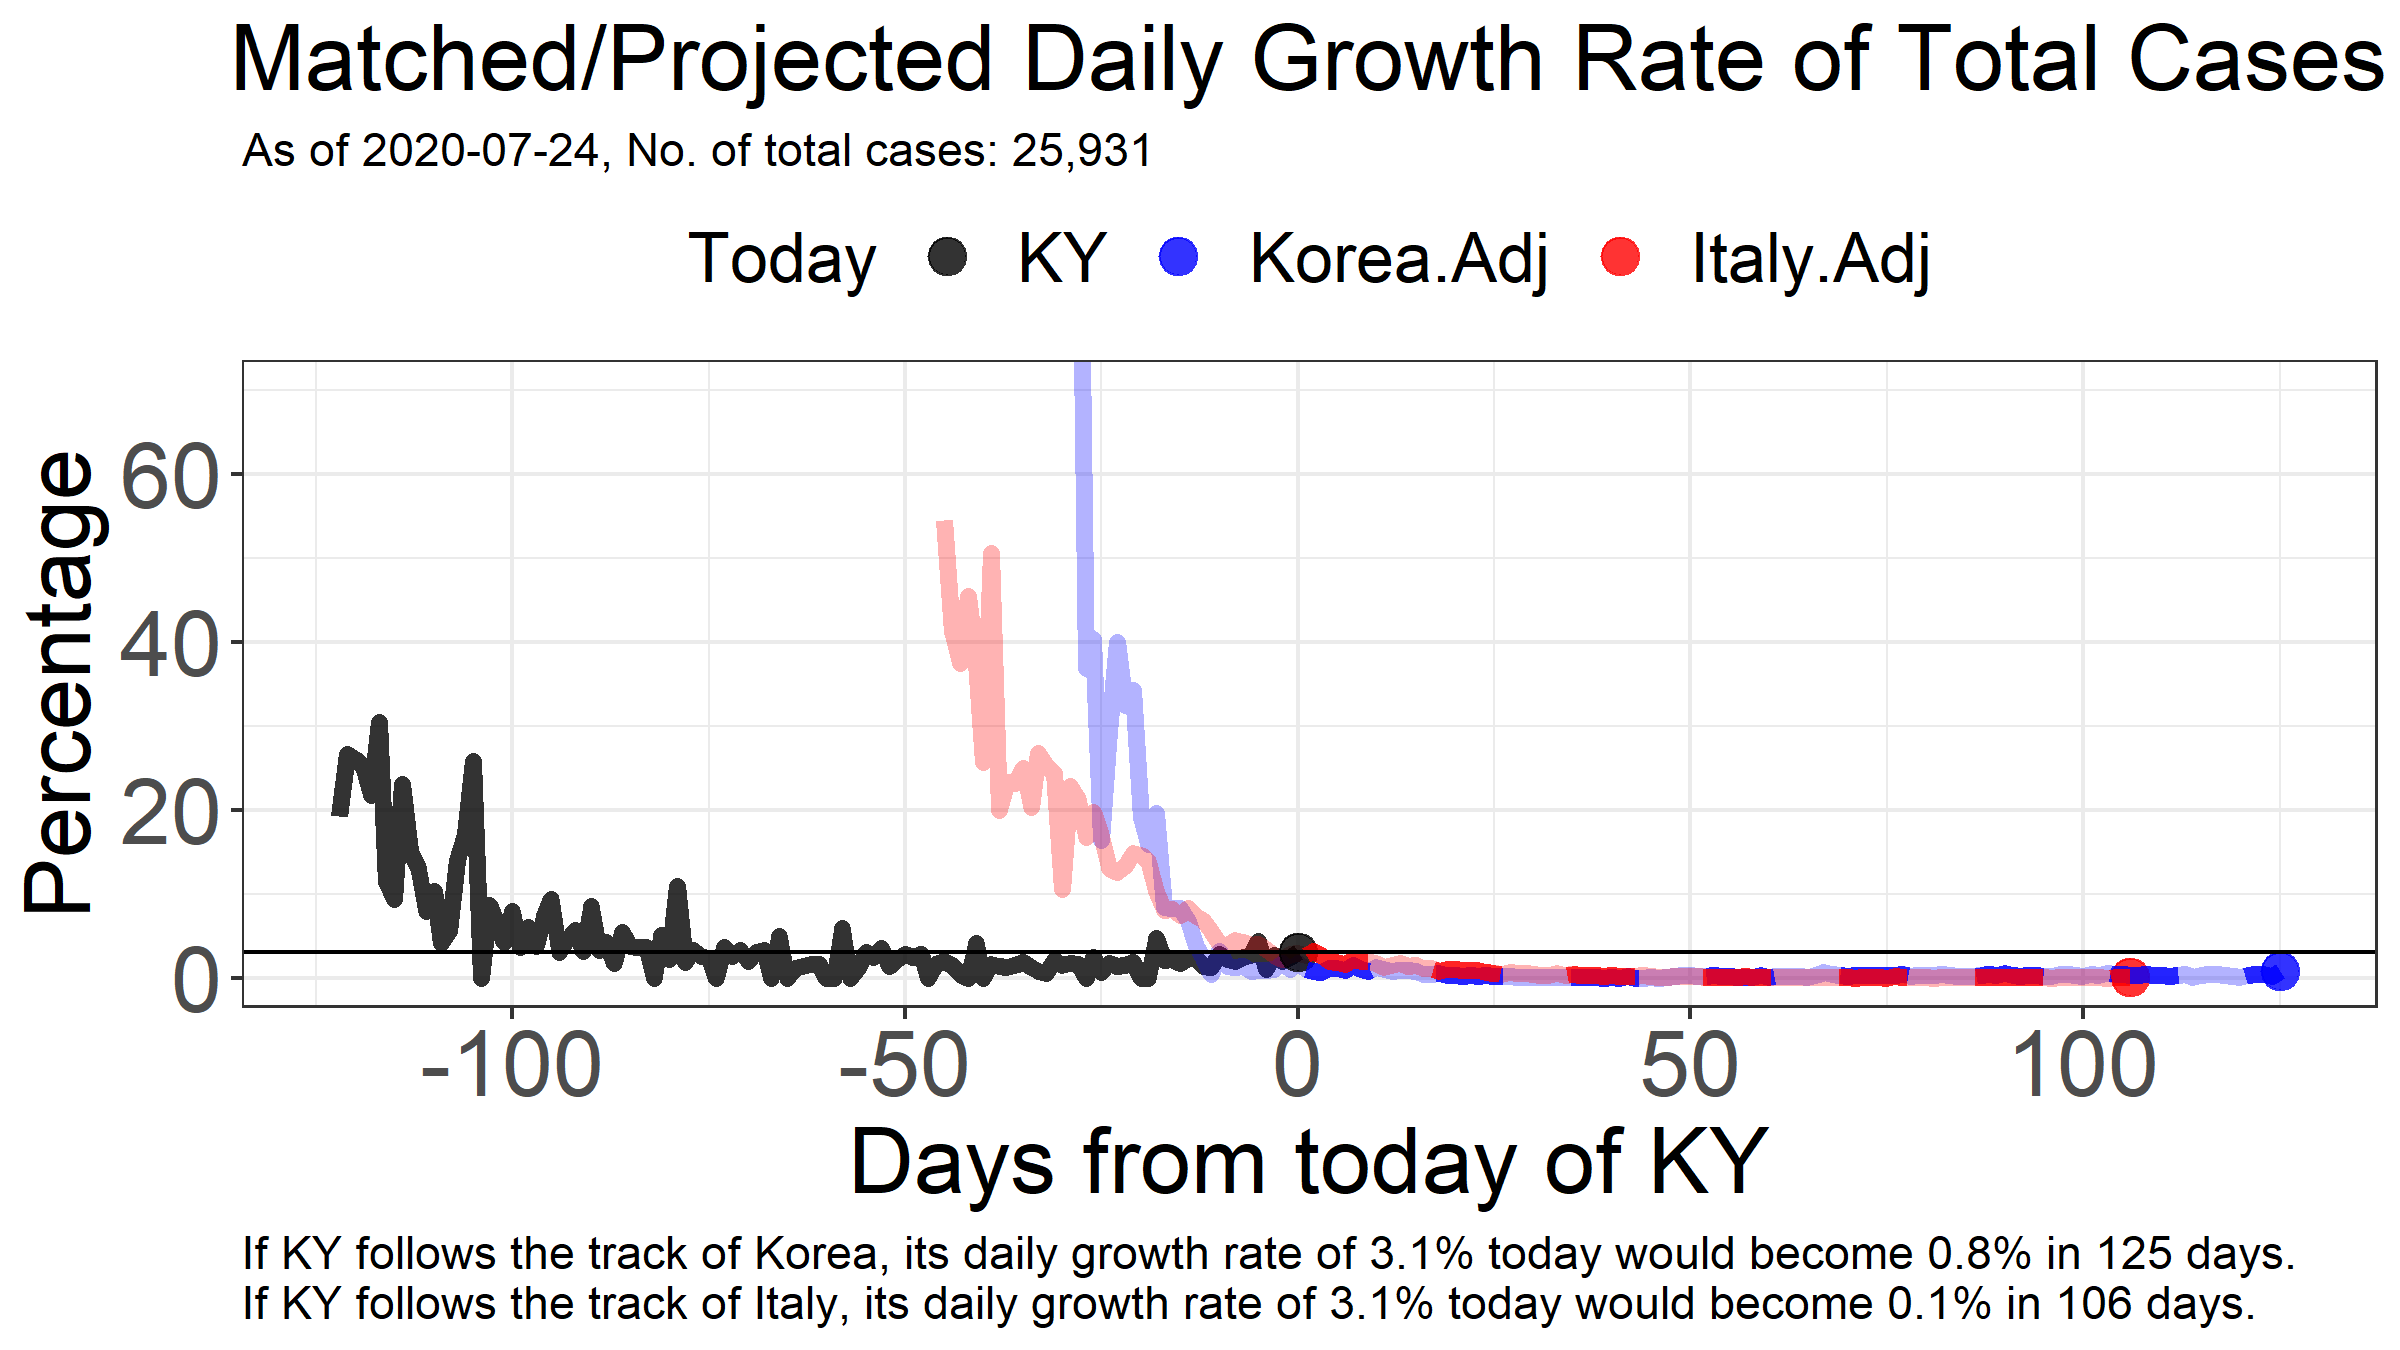 Matched/Projected Daily Growth Rate of Total Cases
As of 2020-07-24, No. of total cases: 25,931
Today KY Korea.Adj Italy.Adj
Percentage
60
40
20
0
-100 -50 0 50 100
Days from today of KY
If KY follows the track of Korea, its daily growth rate of 3.1% today would become 0.8% in 125 days.
If KY follows the track of Italy, its daily growth rate of 3.1% today would become 0.1% in 106 days.